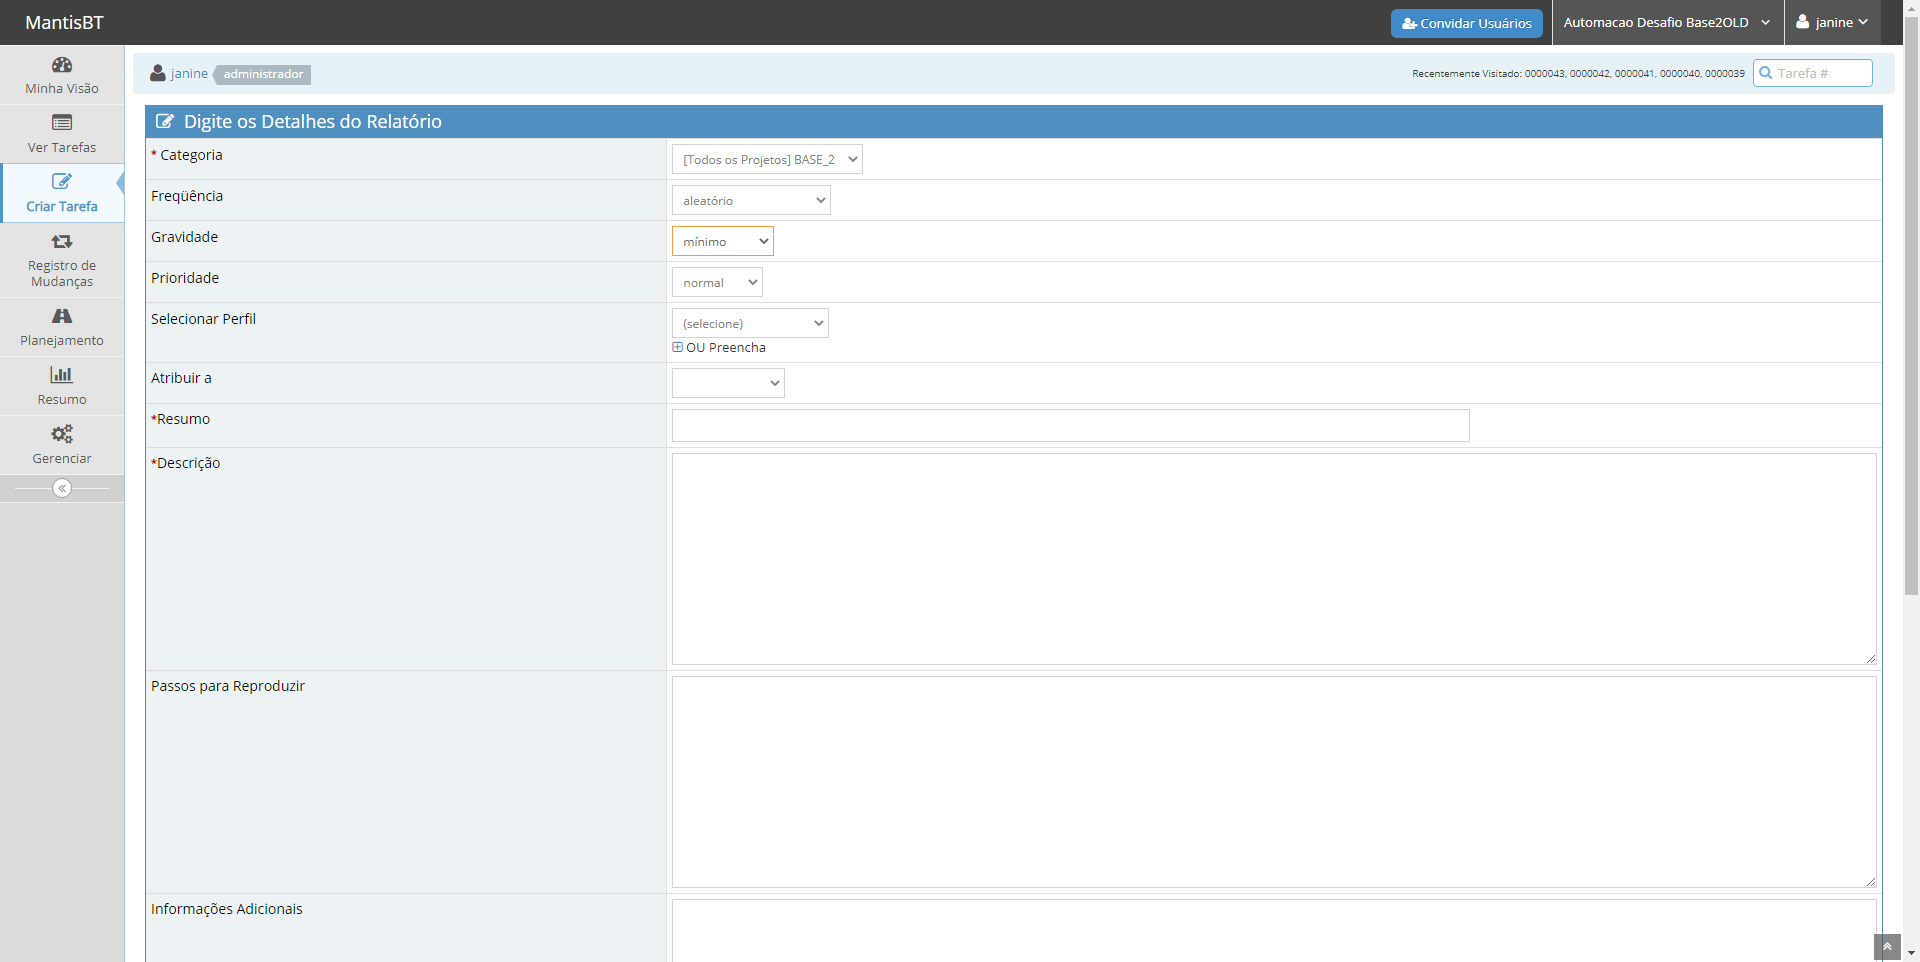 MantisBT
Convidar Usuários
Automacao Desafio Base2OLD
janine
Minha Visão
Ver Tarefas
Criar Tarefa
Registro de
Mudanças
Planejamento
Resumo
Gerenciar
janine administrador
Recentemente Visitado: 0000043, 0000042, 0000041, 0000040, 0000039
Tarefa #
Digite os Detalhes do Relatório
* Categoria
[Todos os Projetos] BASE_2
Freqüência
aleatório
Gravidade
mínimo
Prioridade
normal
Selecionar Perfil
(selecione)
OU Preencha
Atribuir a
*Resumo
*Descrição
Passos para Reproduzir
Informações Adicionais